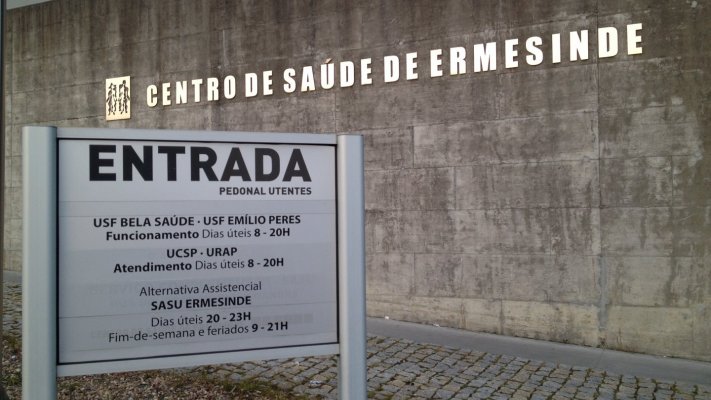 CENTRO DE SAÚDE DE ERMESINDE
ENTRADA
PEDONAL UTENTES
USF BELA SAÚDE · USF EMÍLIO PERES
Funcionamento Dias úteis 8 - 20H
UCSP · URAP
Atendimento Dias úteis 8 - 20H
Alternativa Assistencial
SASU ERMESINDE
Dias úteis 20 - 23H
Fim-de-semana e feriados 9 - 21H